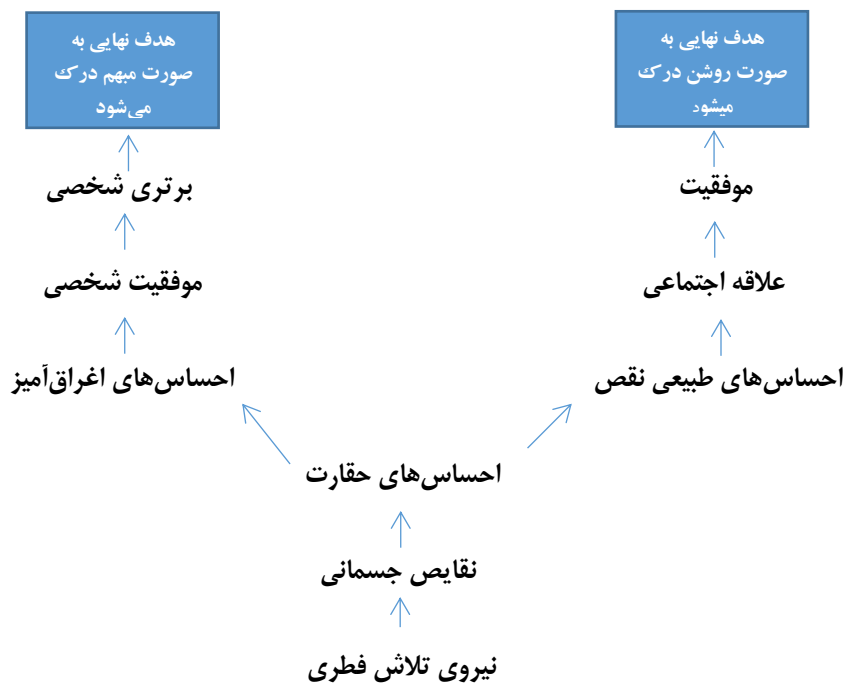 هدف نهایی به
صورت روشن درک
میشود
هدف نهایی به
صورت مبهم درک
می‌شود
موفقیت
برتری شخصی
علاقه اجتماعی
موفقیت شخصی
احساس‌های طبیعی نقص
احساس‌های اغراق‌آمیز
احساس‌های حقارت
نقایص جسمانی
نیروی تلاش فطری